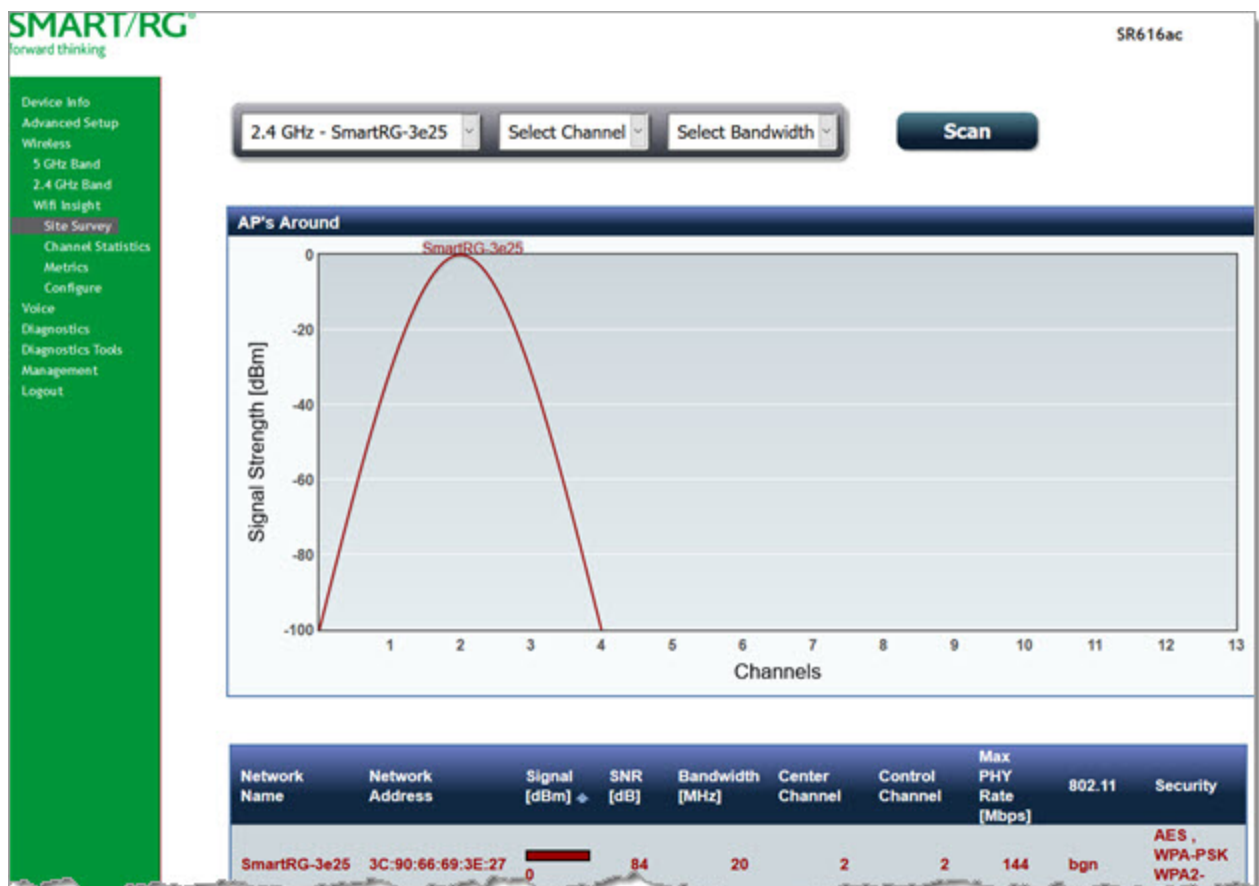 SMART/RG®
forward thinking
SR616ac
Device Info
Advanced Setup
Wireless
5 GHz Band
2.4 GHz Band
Wifi Insight
Site Survey
Channel Statistics
Metrics
Configure
Voice
Diagnostics
Diagnostics Tools
Management
Logout
2.4 GHz - SmartRG-3e25 Select Channel Select Bandwidth Scan
AP's Around
SmartRG-3e25
Signal Strength [dBm]
0
-20
-40
-60
-80
-100
1 2 3 4 5 6 7 8 9 10 11 12 13
Channels
Network Name
Network Address
Signal [dBm]
SNR [dB]
Bandwidth [MHz]
Center Channel
Control Channel
Max PHY Rate [Mbps]
802.11
Security
SmartRG-3e25 3C:90:66:69:3E:27 0 84 20 2 2 144 bgn
AES ,
WPA-PSK
WPA2-